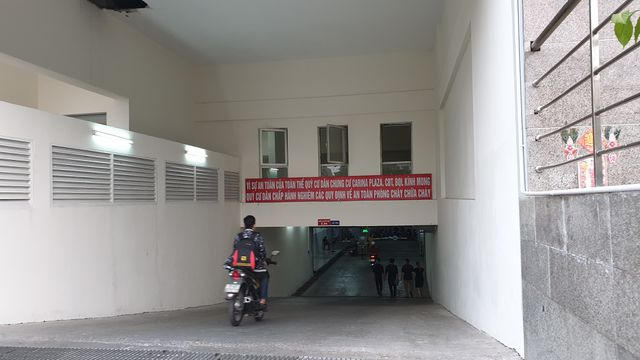 VÌ SỰ AN TOÀN CỦA TOÀN THỂ QUÝ CƯ DÂN CHUNG CƯ CARINA PLAZA. CĐT, BQL KÍNH MONG
QUÝ CƯ DÂN CHẤP HÀNH NGHIÊM CÁC QUY ĐỊNH VỀ AN TOÀN PHÒNG CHÁY CHỮA CHÁY